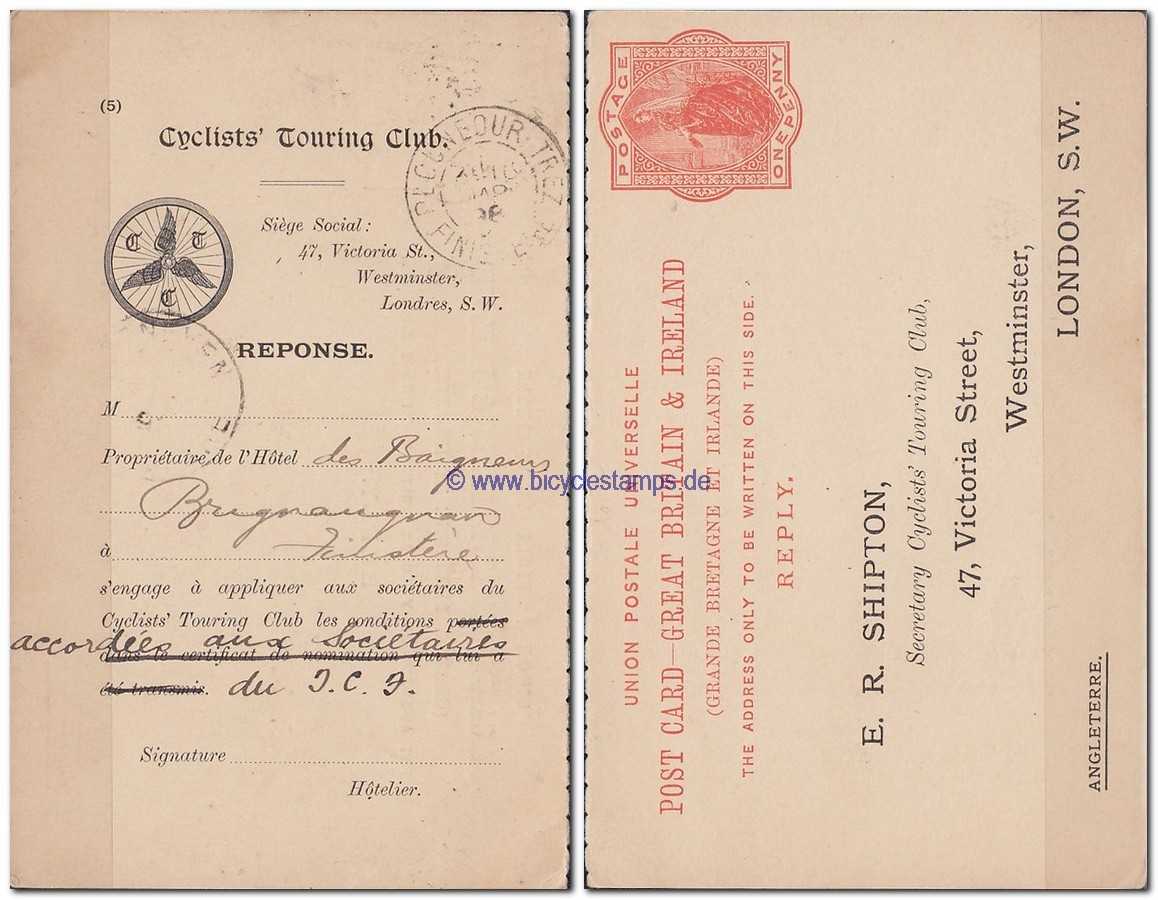 (5)
Cyclists' Touring Club.
C T C
Siège Social:
47, Victoria St.,
Westminster,
Londres, S. W.
REPONSE.
M
Propriétaire de l'Hôtel des Baigneurs
Brignaugnan
à Finistère
s'engage à appliquer aux sociétaires du
Cyclists' Touring Club les conditions portées
accordées aux Sociétaires
dans le certificat de nomination qui lui a
été transmis. du T. C. F.
Signature
Hôtelier.
© www.bicyclestamps.de
POSTAGE
ONE PENNY
UNION POSTALE UNIVERSELLE
POST CARD—GREAT BRITAIN & IRELAND
(GRANDE BRETAGNE ET IRLANDE)
THE ADDRESS ONLY TO BE WRITTEN ON THIS SIDE.
REPLY.
E. R. SHIPTON,
Secretary Cyclists' Touring Club,
47, Victoria Street,
Westminster,
LONDON, S.W.
ANGLETERRE.